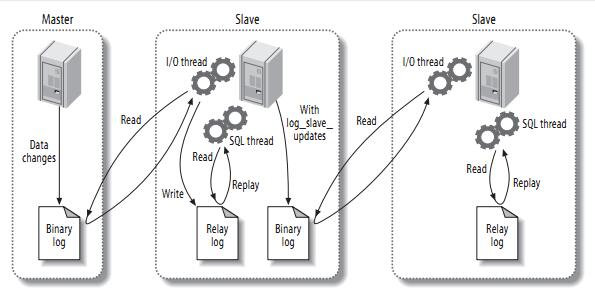 Master
Slave
Slave
I/O thread
I/O thread
Read
With
log_slave_
updates
Read
SQL thread
SQL thread
Data
changes
Read
Read
Write
Replay
Replay
Binary
log
Relay
log
Binary
log
Relay
log